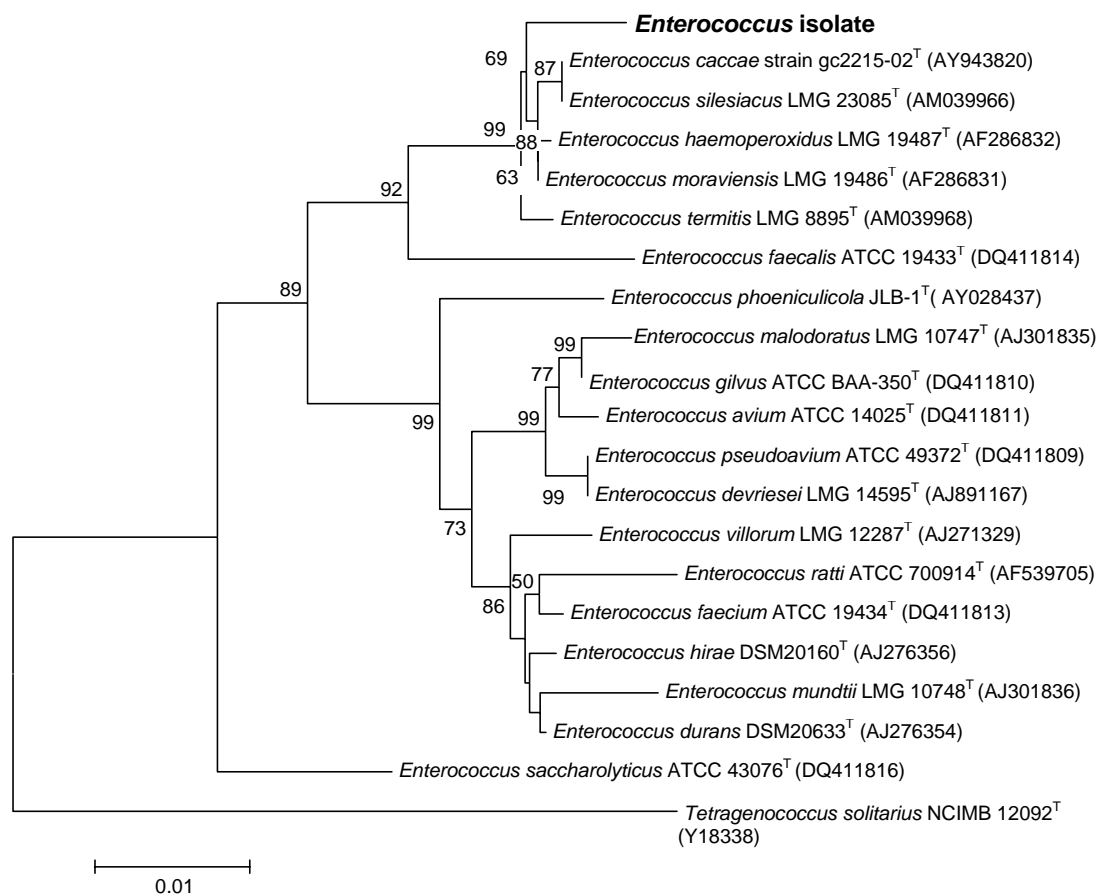 Enterococcus isolate
69
87
Enterococcus caccae strain gc2215-02T (AY943820)
Enterococcus silesiacus LMG 23085T (AM039966)
99
88
Enterococcus haemoperoxidus LMG 19487T (AF286832)
63
Enterococcus moraviensis LMG 19486T (AF286831)
92
Enterococcus termitis LMG 8895T (AM039968)
Enterococcus faecalis ATCC 19433T (DQ411814)
89
Enterococcus phoeniculicola JLB-1T( AY028437)
99
Enterococcus malodoratus LMG 10747T (AJ301835)
77
Enterococcus gilvus ATCC BAA-350T (DQ411810)
99
99
Enterococcus avium ATCC 14025T (DQ411811)
Enterococcus pseudoavium ATCC 49372T (DQ411809)
99
Enterococcus devriesei LMG 14595T (AJ891167)
73
Enterococcus villorum LMG 12287T (AJ271329)
50
Enterococcus ratti ATCC 700914T (AF539705)
86
Enterococcus faecium ATCC 19434T (DQ411813)
Enterococcus hirae DSM20160T (AJ276356)
Enterococcus mundtii LMG 10748T (AJ301836)
Enterococcus durans DSM20633T (AJ276354)
Enterococcus saccharolyticus ATCC 43076T (DQ411816)
Tetragenococcus solitarius NCIMB 12092T
(Y18338)
0.01